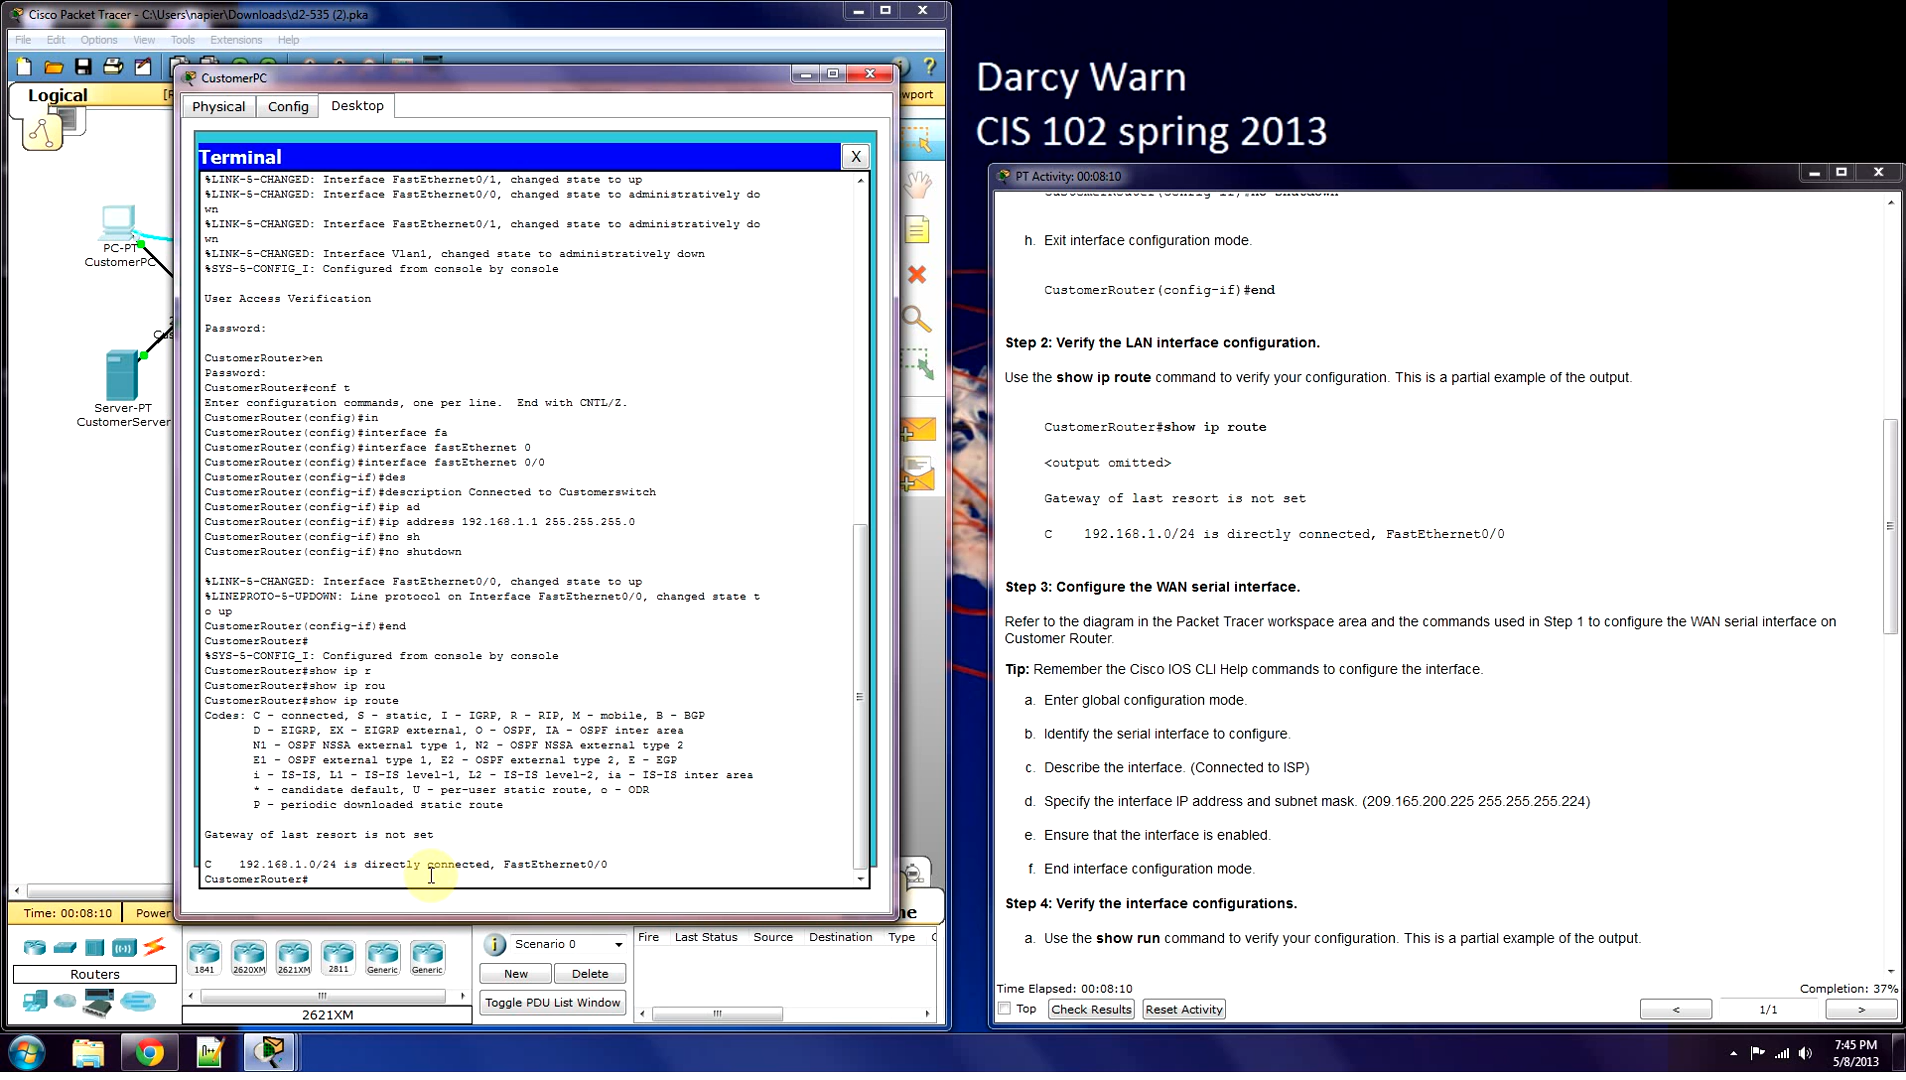 Cisco Packet Tracer - C:\Users\napier\Downloads\d2-535 (2).pka
File Edit Options View Tools Extensions Help
Logical
PC-PT
CustomerPC
Server-PT
CustomerServer
CustomerPC
Physical Config Desktop
Terminal X
%LINK-5-CHANGED: Interface FastEthernet0/1, changed state to up
%LINK-5-CHANGED: Interface FastEthernet0/0, changed state to administratively do
wn
%LINK-5-CHANGED: Interface FastEthernet0/1, changed state to administratively do
wn
%LINK-5-CHANGED: Interface Vlan1, changed state to administratively down
%SYS-5-CONFIG_I: Configured from console by console
User Access Verification
Password:
CustomerRouter>en
Password:
CustomerRouter#conf t
Enter configuration commands, one per line.  End with CNTL/Z.
CustomerRouter(config)#in
CustomerRouter(config)#interface fa
CustomerRouter(config)#interface fastEthernet 0
CustomerRouter(config)#interface fastEthernet 0/0
CustomerRouter(config-if)#des
CustomerRouter(config-if)#description Connected to Customerswitch
CustomerRouter(config-if)#ip ad
CustomerRouter(config-if)#ip address 192.168.1.1 255.255.255.0
CustomerRouter(config-if)#no sh
CustomerRouter(config-if)#no shutdown
%LINK-5-CHANGED: Interface FastEthernet0/0, changed state to up
%LINEPROTO-5-UPDOWN: Line protocol on Interface FastEthernet0/0, changed state t
o up
CustomerRouter(config-if)#end
CustomerRouter#
%SYS-5-CONFIG_I: Configured from console by console
CustomerRouter#show ip r
CustomerRouter#show ip rou
CustomerRouter#show ip route
Codes: C - connected, S - static, I - IGRP, R - RIP, M - mobile, B - BGP
D - EIGRP, EX - EIGRP external, O - OSPF, IA - OSPF inter area
N1 - OSPF NSSA external type 1, N2 - OSPF NSSA external type 2
E1 - OSPF external type 1, E2 - OSPF external type 2, E - EGP
i - IS-IS, L1 - IS-IS level-1, L2 - IS-IS level-2, ia - IS-IS inter area
* - candidate default, U - per-user static route, o - ODR
P - periodic downloaded static route
Gateway of last resort is not set
C    192.168.1.0/24 is directly connected, FastEthernet0/0
CustomerRouter#
Time: 00:08:10 Power
Routers
1841 2620XM 2621XM 2811 Generic Generic
2621XM
Scenario 0
New Delete
Toggle PDU List Window
Fire Last Status Source Destination Type
Darcy Warn
CIS 102 spring 2013
PT Activity: 00:08:10
h. Exit interface configuration mode.
CustomerRouter(config-if)#end
Step 2: Verify the LAN interface configuration.
Use the show ip route command to verify your configuration. This is a partial example of the output.
CustomerRouter#show ip route
<output omitted>
Gateway of last resort is not set
C    192.168.1.0/24 is directly connected, FastEthernet0/0
Step 3: Configure the WAN serial interface.
Refer to the diagram in the Packet Tracer workspace area and the commands used in Step 1 to configure the WAN serial interface on
Customer Router.
Tip: Remember the Cisco IOS CLI Help commands to configure the interface.
a. Enter global configuration mode.
b. Identify the serial interface to configure.
c. Describe the interface. (Connected to ISP)
d. Specify the interface IP address and subnet mask. (209.165.200.225 255.255.255.224)
e. Ensure that the interface is enabled.
f. End interface configuration mode.
Step 4: Verify the interface configurations.
a. Use the show run command to verify your configuration. This is a partial example of the output.
Time Elapsed: 00:08:10 Completion: 37%
Top Check Results Reset Activity < 1/1 >
7:45 PM
5/8/2013